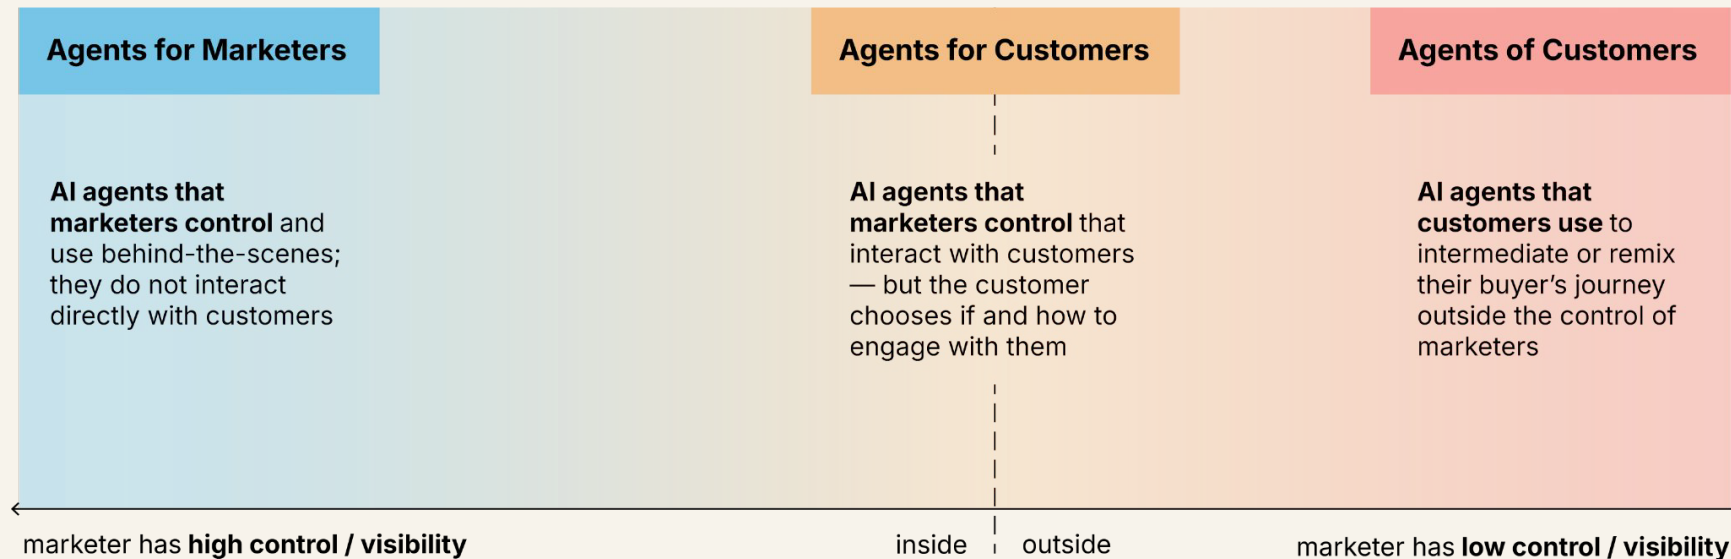 Agents for Marketers
Agents for Customers
Agents of Customers
AI agents that
marketers control and
use behind-the-scenes;
they do not interact
directly with customers
AI agents that
marketers control that
interact with customers
— but the customer
chooses if and how to
engage with them
AI agents that
customers use to
intermediate or remix
their buyer’s journey
outside the control of
marketers
marketer has high control / visibility
inside
outside
marketer has low control / visibility